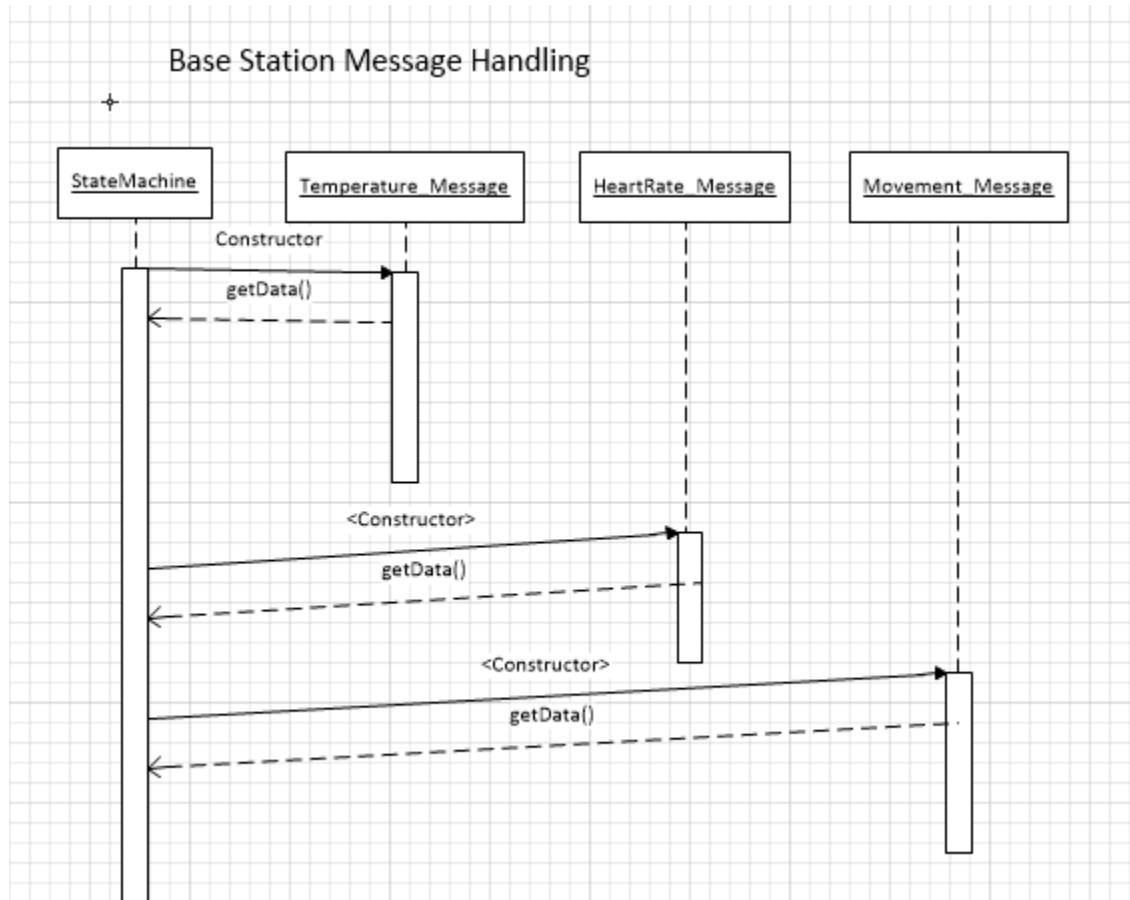 Base Station Message Handling
StateMachine
Temperature_Message
HeartRate_Message
Movement_Message
Constructor
getData()
<Constructor>
getData()
<Constructor>
getData()